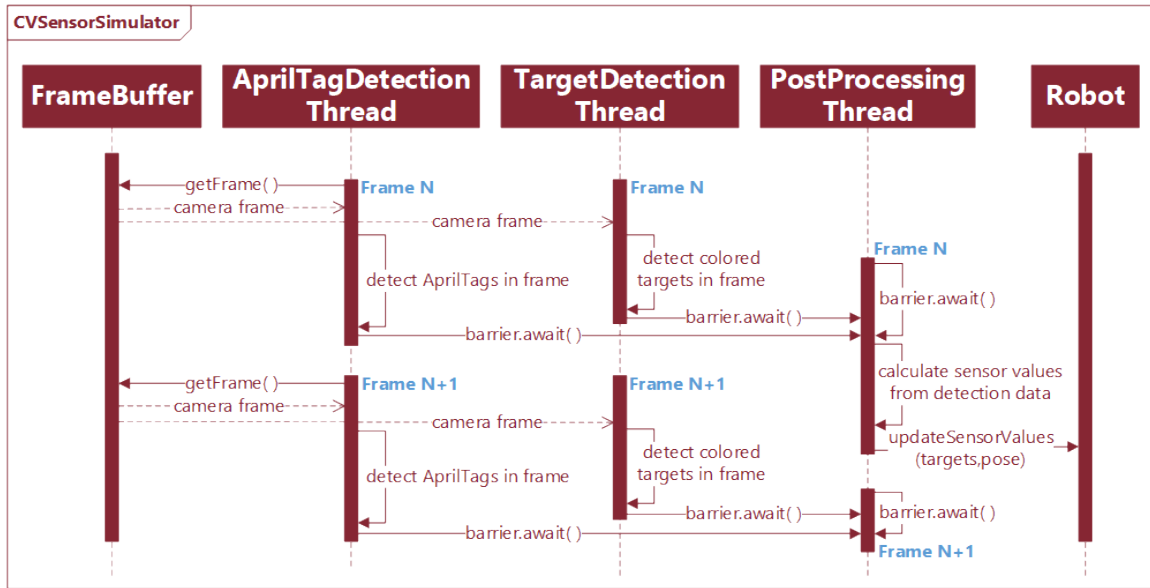 CVSensorSimulator
FrameBuffer
AprilTagDetection
Thread
TargetDetection
Thread
PostProcessing
Thread
Robot
getFrame( )
Frame N
Frame N
camera frame
camera frame
Frame N
detect AprilTags in frame
detect colored
targets in frame
barrier.await( )
barrier.await( )
barrier.await( )
calculate sensor values
from detection data
getFrame( )
Frame N+1
Frame N+1
camera frame
camera frame
updateSensorValues
(targets,pose)
detect AprilTags in frame
detect colored
targets in frame
barrier.await( )
barrier.await( )
barrier.await( )
Frame N+1